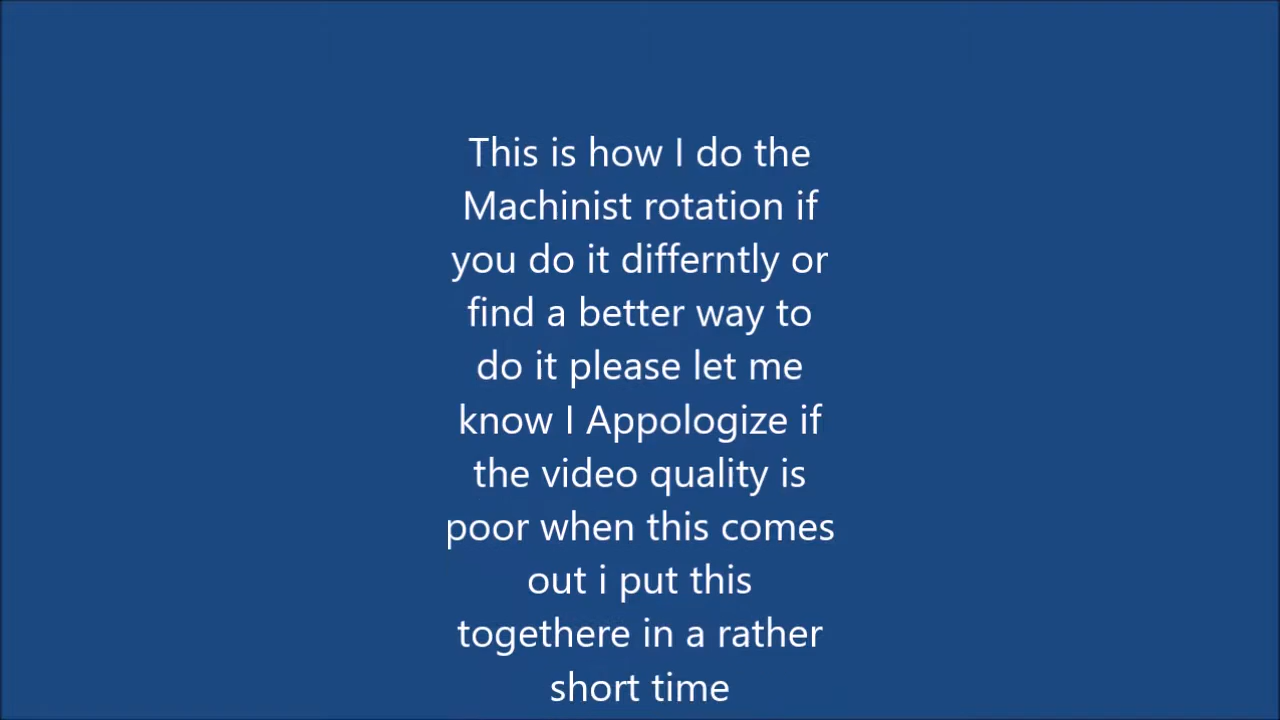 This is how I do the
Machinist rotation if
you do it differntly or
find a better way to
do it please let me
know I Appologize if
the video quality is
poor when this comes
out i put this
togethere in a rather
short time